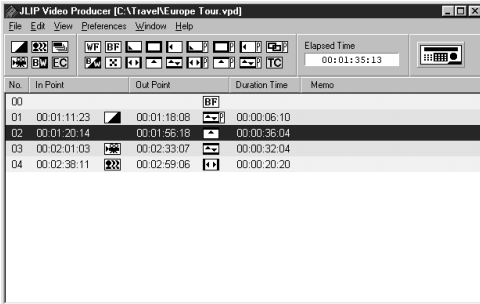 JLIP Video Producer [C:\Travel\Europe Tour.vpd]
File Edit View Preferences Window Help
WF BF P P P Elapsed Time
BW EC B/W P P TC 00:01:35:13
No. In Point Out Point Duration Time Memo
00 BF
01 00:01:11:23 00:01:18:08 P 00:00:06:10
02 00:01:20:14 00:01:56:18 00:00:36:04
03 00:02:01:03 00:02:33:07 00:00:32:04
04 00:02:38:11 00:02:59:06 00:00:20:20